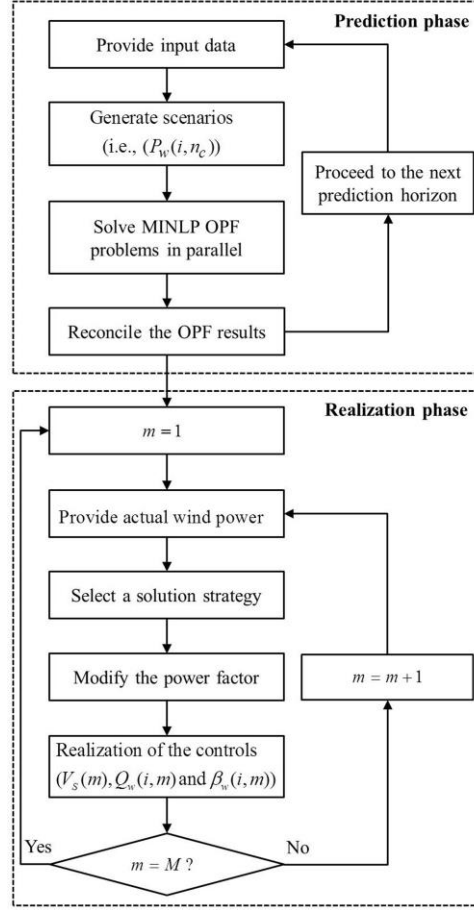 Prediction phase
Provide input data
Generate scenarios
(i.e., (P_w(i,n_c))
Proceed to the next
prediction horizon
Solve MINLP OPF
problems in parallel
Reconcile the OPF results
Realization phase
m = 1
Provide actual wind power
Select a solution strategy
Modify the power factor
m = m + 1
Realization of the controls
(V_S(m), Q_w(i,m) and β_w(i,m))
Yes
No
m = M ?